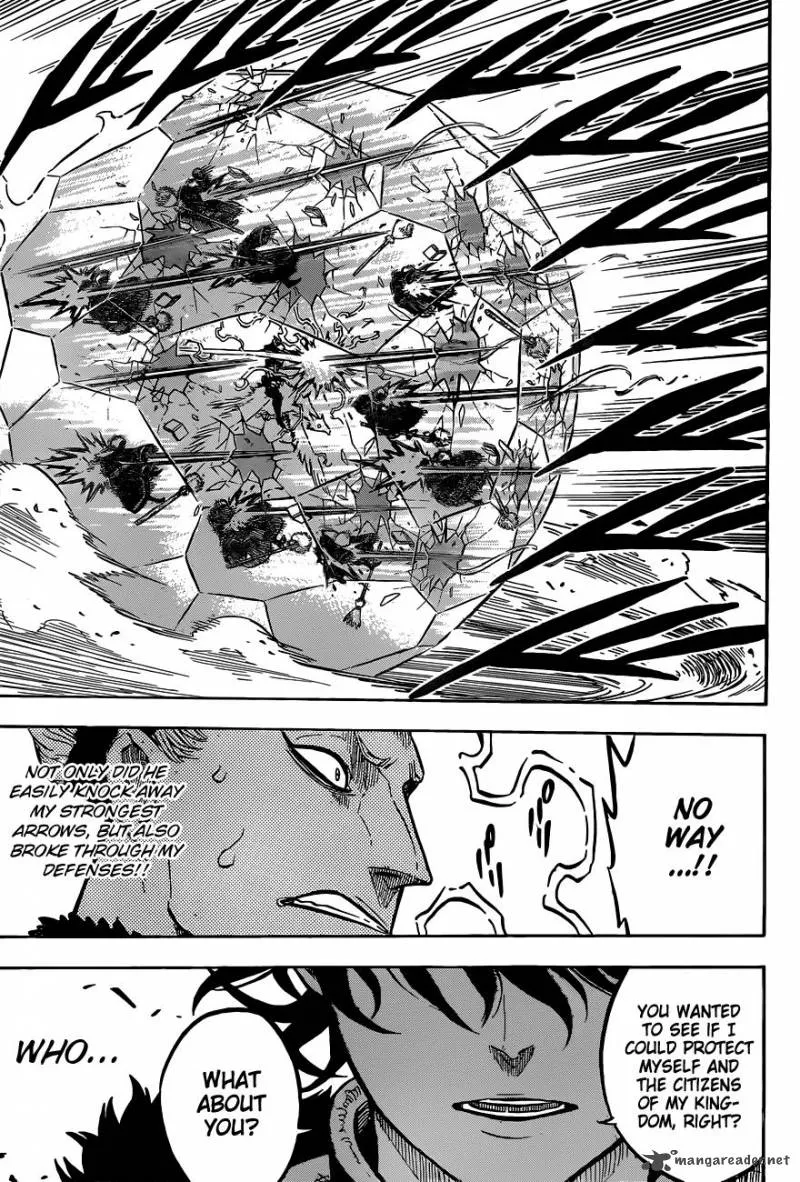 NO
WAY
...!!
NOT ONLY DID HE
EASILY KNOCK AWAY
MY STRONGEST
ARROWS, BUT ALSO
BROKE THROUGH MY
DEFENSES!!
YOU WANTED
TO SEE IF I
COULD PROTECT
MYSELF AND
THE CITIZENS
OF MY KING-
DOM, RIGHT?
WHAT
ABOUT
YOU?
WHO...
mangareader.net